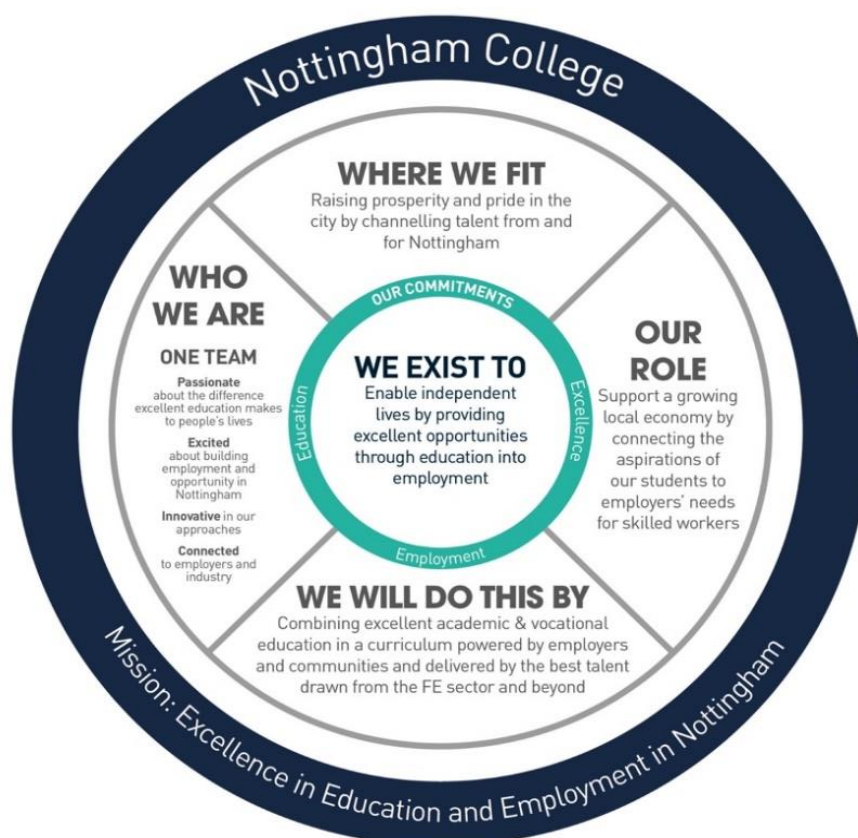 Nottingham College
WHERE WE FIT
Raising prosperity and pride in the
city by channelling talent from and
for Nottingham
WHO
WE ARE
ONE TEAM
Passionate
about the difference
excellent education makes
to people's lives
Excited
about building
employment and
opportunity in
Nottingham
Innovative in our
approaches
Connected
to employers and
industry
OUR COMMITMENTS
Education
Excellence
Employment
WE EXIST TO
Enable independent
lives by providing
excellent opportunities
through education into
employment
OUR
ROLE
Support a growing
local economy by
connecting the
aspirations of
our students to
employers' needs
for skilled workers
WE WILL DO THIS BY
Combining excellent academic & vocational
education in a curriculum powered by employers
and communities and delivered by the best talent
drawn from the FE sector and beyond
Mission: Excellence in Education and Employment in Nottingham